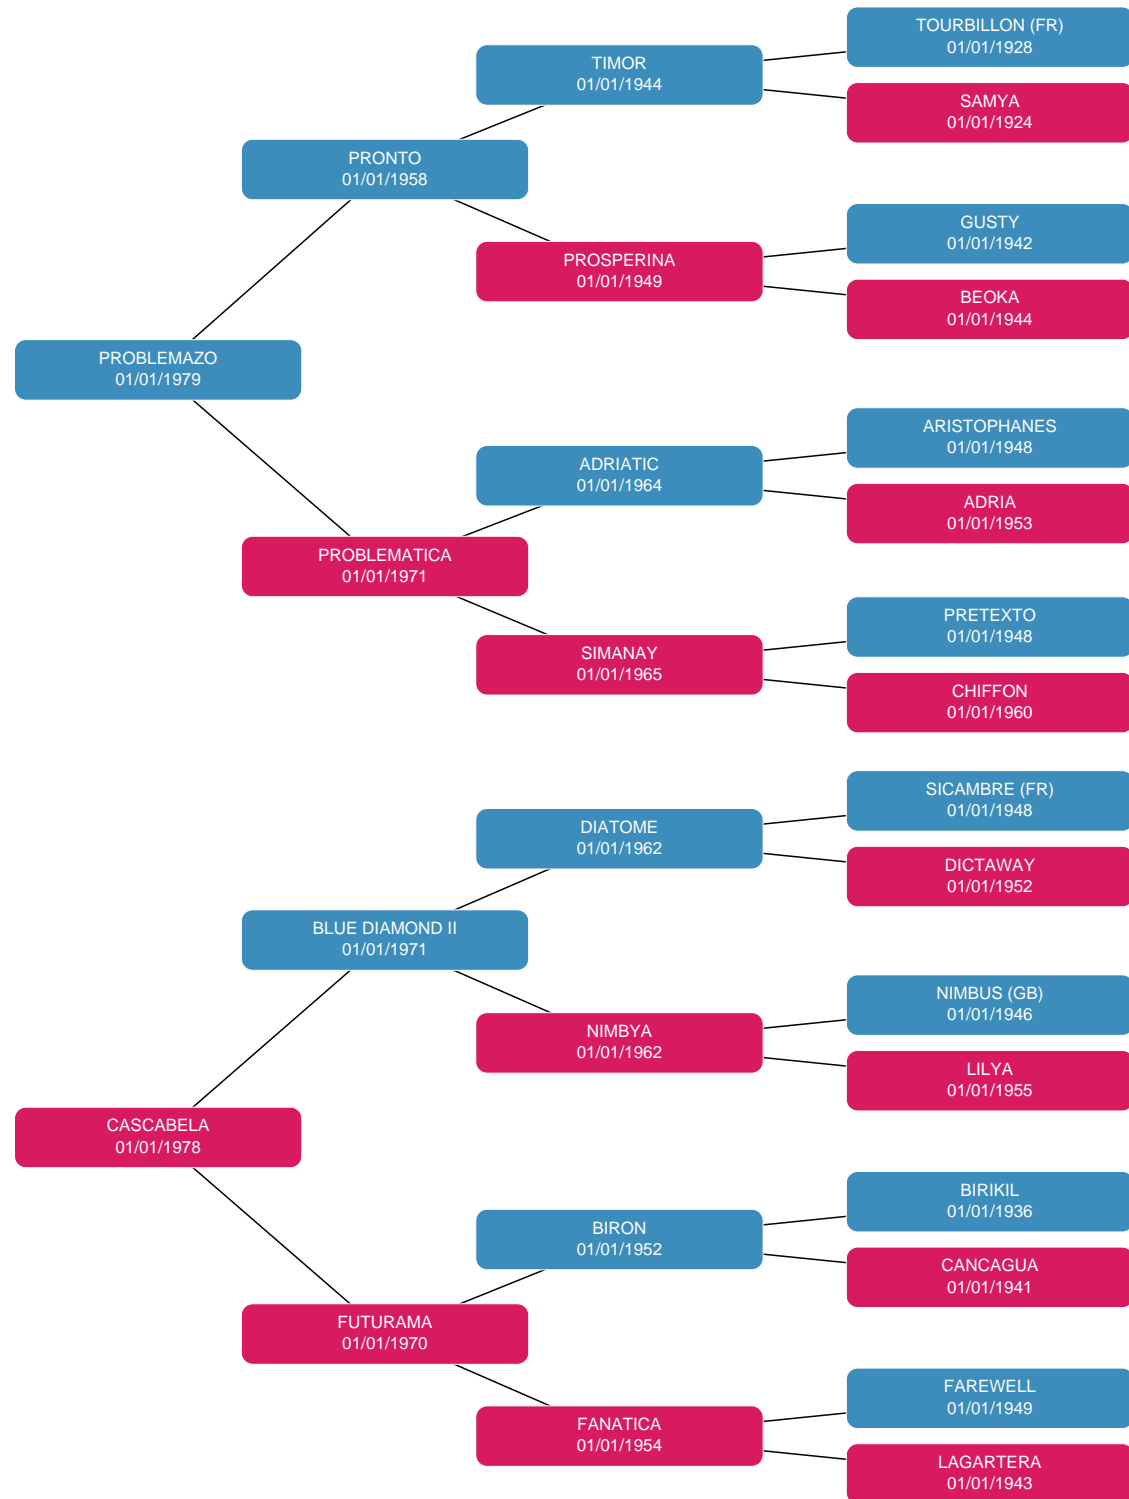 TOURBILLON (FR)
01/01/1928
TIMOR
01/01/1944
SAMYA
01/01/1924
PRONTO
01/01/1958
GUSTY
01/01/1942
PROSPERINA
01/01/1949
BEOKA
01/01/1944
PROBLEMAZO
01/01/1979
ARISTOPHANES
01/01/1948
ADRIATIC
01/01/1964
ADRIA
01/01/1953
PROBLEMATICA
01/01/1971
PRETEXTO
01/01/1948
SIMANAY
01/01/1965
CHIFFON
01/01/1960
SICAMBRE (FR)
01/01/1948
DIATOME
01/01/1962
DICTAWAY
01/01/1952
BLUE DIAMOND II
01/01/1971
NIMBUS (GB)
01/01/1946
NIMBYA
01/01/1962
LILYA
01/01/1955
CASCABELA
01/01/1978
BIRIKIL
01/01/1936
BIRON
01/01/1952
CANCAGUA
01/01/1941
FUTURAMA
01/01/1970
FAREWELL
01/01/1949
FANATICA
01/01/1954
LAGARTERA
01/01/1943